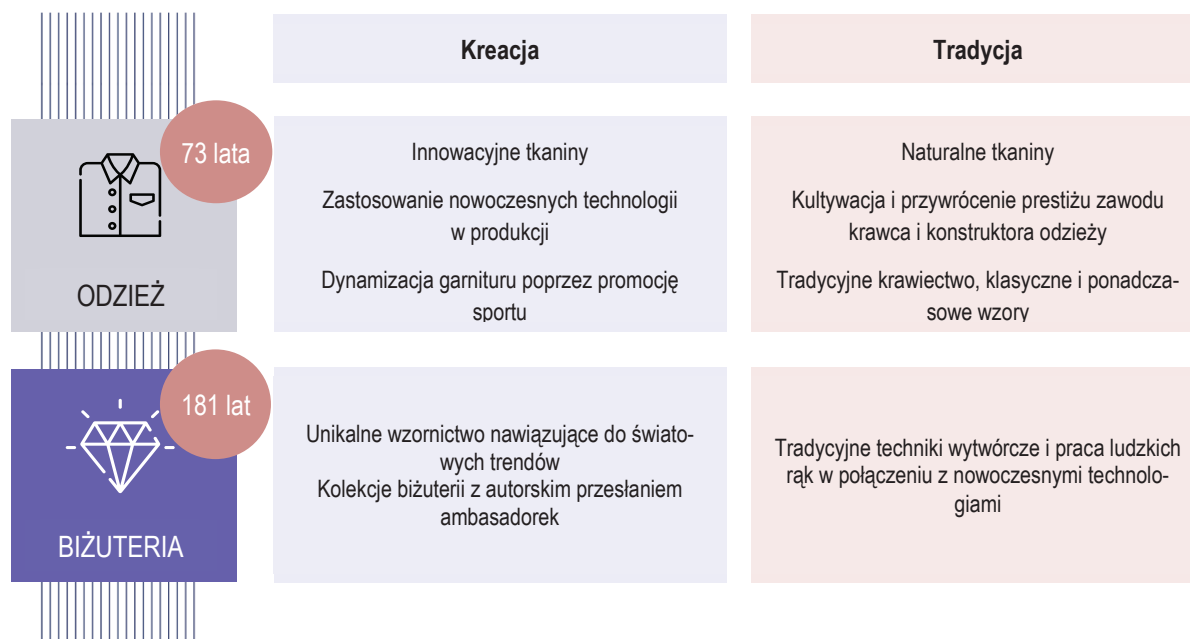 Kreacja
Tradycja
73 lata
ODZIEŻ
Innowacyjne tkaniny
Zastosowanie nowoczesnych technologii
w produkcji
Dynamizacja garnituru poprzez promocję
sportu
Naturalne tkaniny
Kultywacja i przywrócenie prestiżu zawodu
krawca i konstruktora odzieży
Tradycyjne krawiectwo, klasyczne i ponadcza-
sowe wzory
181 lat
BIŻUTERIA
Unikalne wzornictwo nawiązujące do świato-
wych trendów
Kolekcje biżuterii z autorskim przesłaniem
ambasadorek
Tradycyjne techniki wytwórcze i praca ludzkich
rąk w połączeniu z nowoczesnymi technolo-
giami